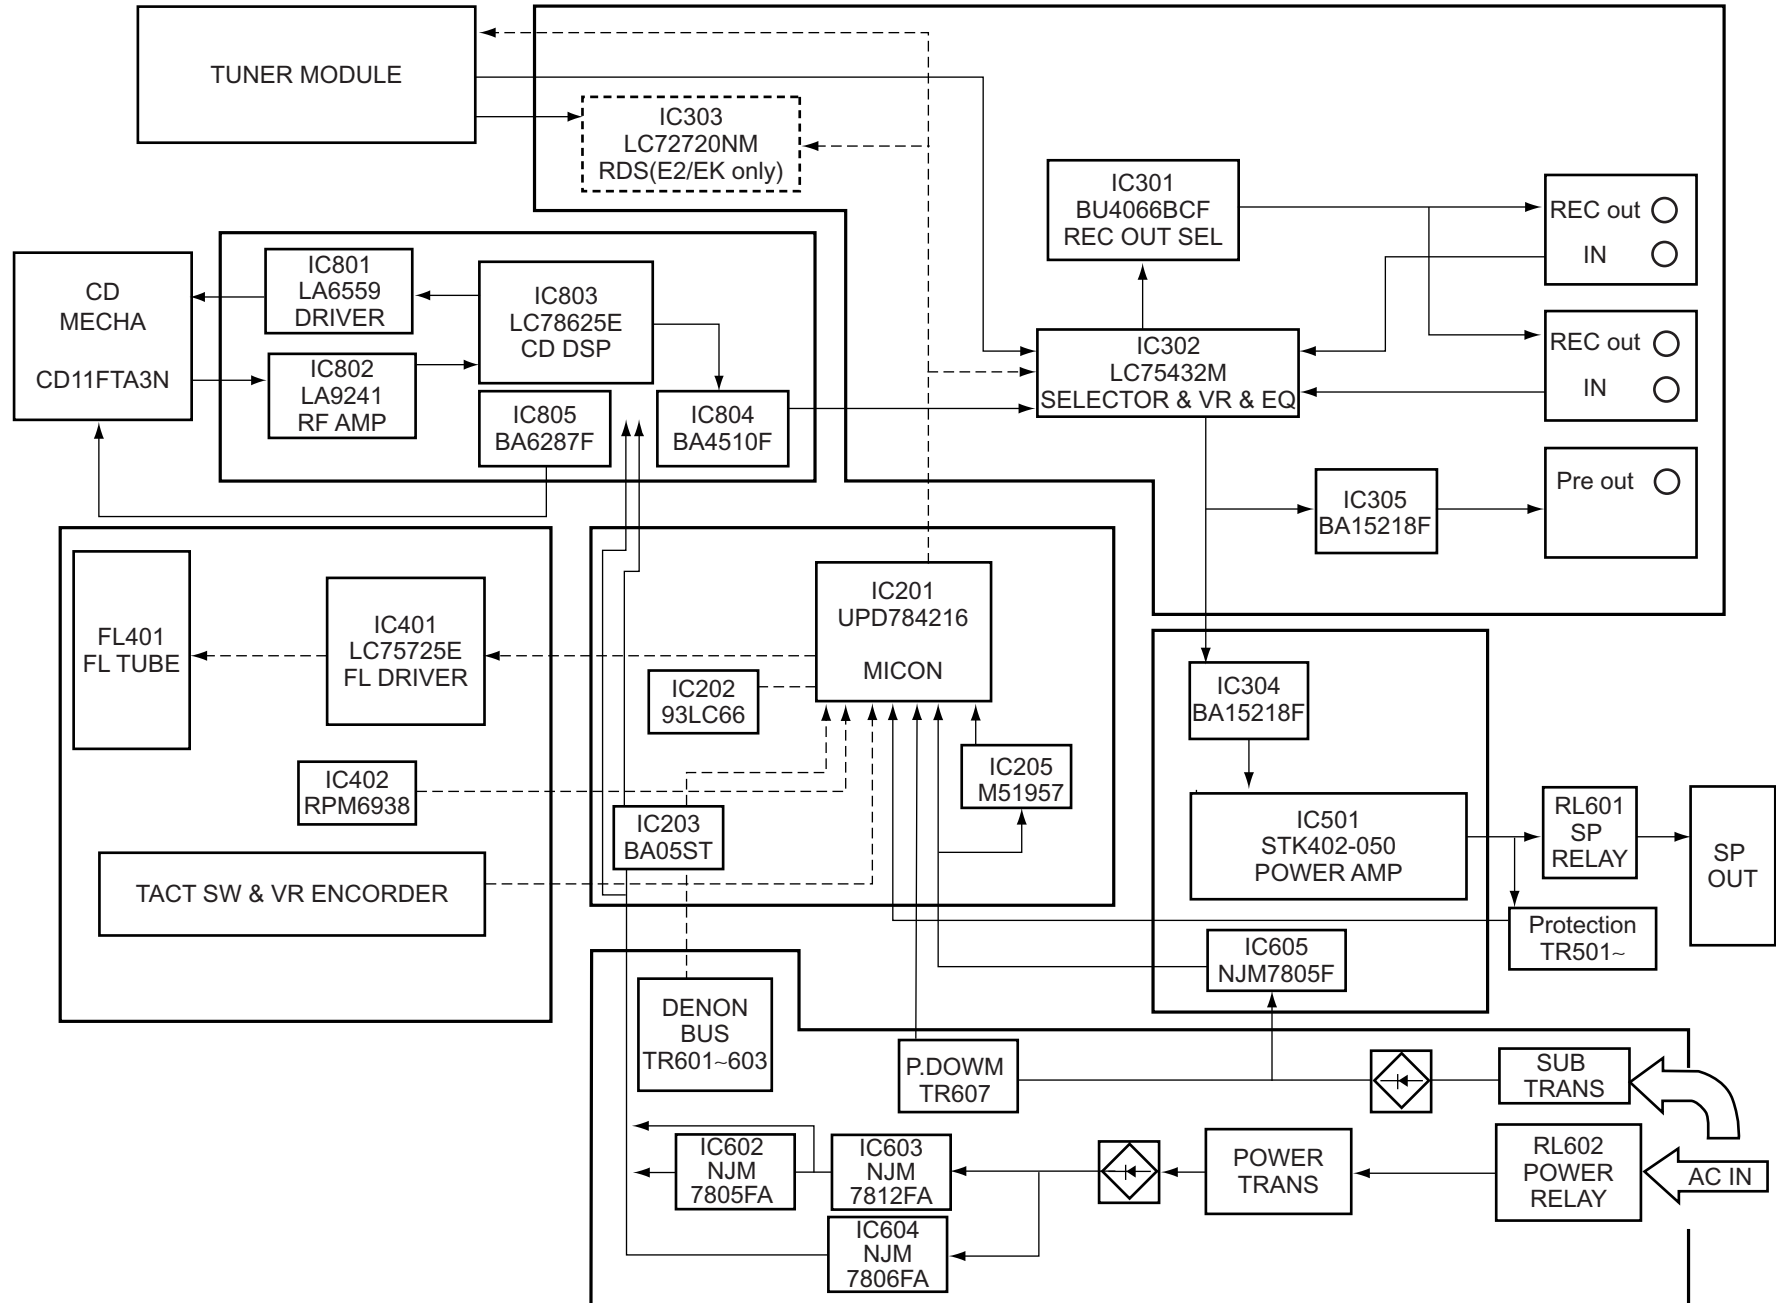 TUNER MODULE
IC303
LC72720NM
RDS(E2/EK only)
IC301
BU4066BCF
REC OUT SEL
REC out
IN
REC out
IN
Pre out
CD
MECHA
CD11FTA3N
IC801
LA6559
DRIVER
IC802
LA9241
RF AMP
IC803
LC78625E
CD DSP
IC805
BA6287F
IC804
BA4510F
IC302
LC75432M
SELECTOR & VR & EQ
IC305
BA15218F
FL401
FL TUBE
IC401
LC75725E
FL DRIVER
IC402
RPM6938
TACT SW & VR ENCORDER
IC201
UPD784216
MICON
IC202
93LC66
IC205
M51957
IC203
BA05ST
IC304
BA15218F
IC501
STK402-050
POWER AMP
RL601
SP
RELAY
SP
OUT
Protection
TR501~
IC605
NJM7805F
DENON
BUS
TR601~603
P.DOWM
TR607
SUB
TRANS
IC602
NJM
7805FA
IC603
NJM
7812FA
IC604
NJM
7806FA
POWER
TRANS
RL602
POWER
RELAY
AC IN